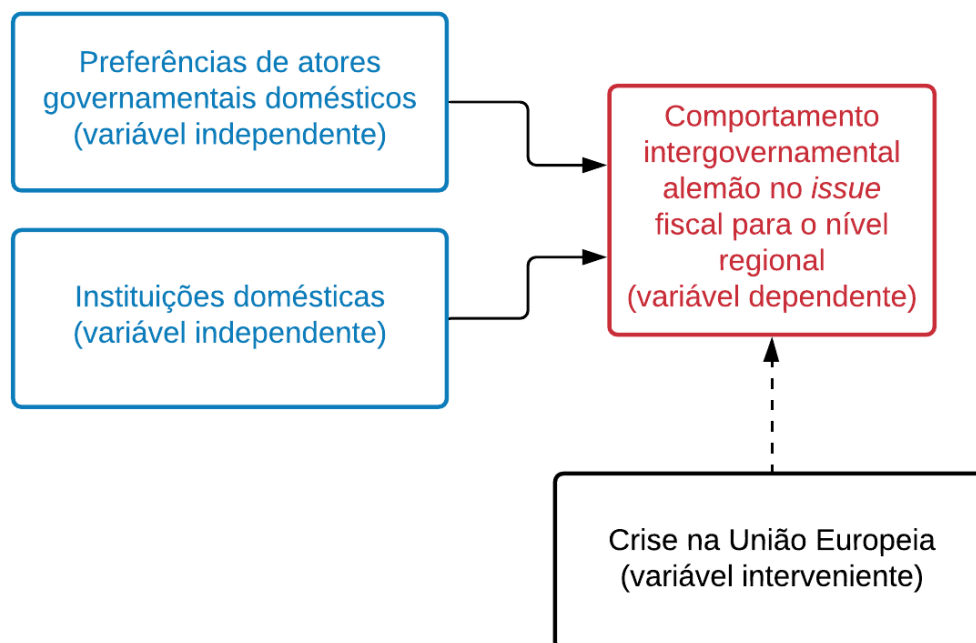 Preferências de atores
governamentais domésticos
(variável independente)
Instituições domésticas
(variável independente)
Comportamento
intergovernamental
alemão no issue
fiscal para o nível
regional
(variável dependente)
Crise na União Europeia
(variável interveniente)